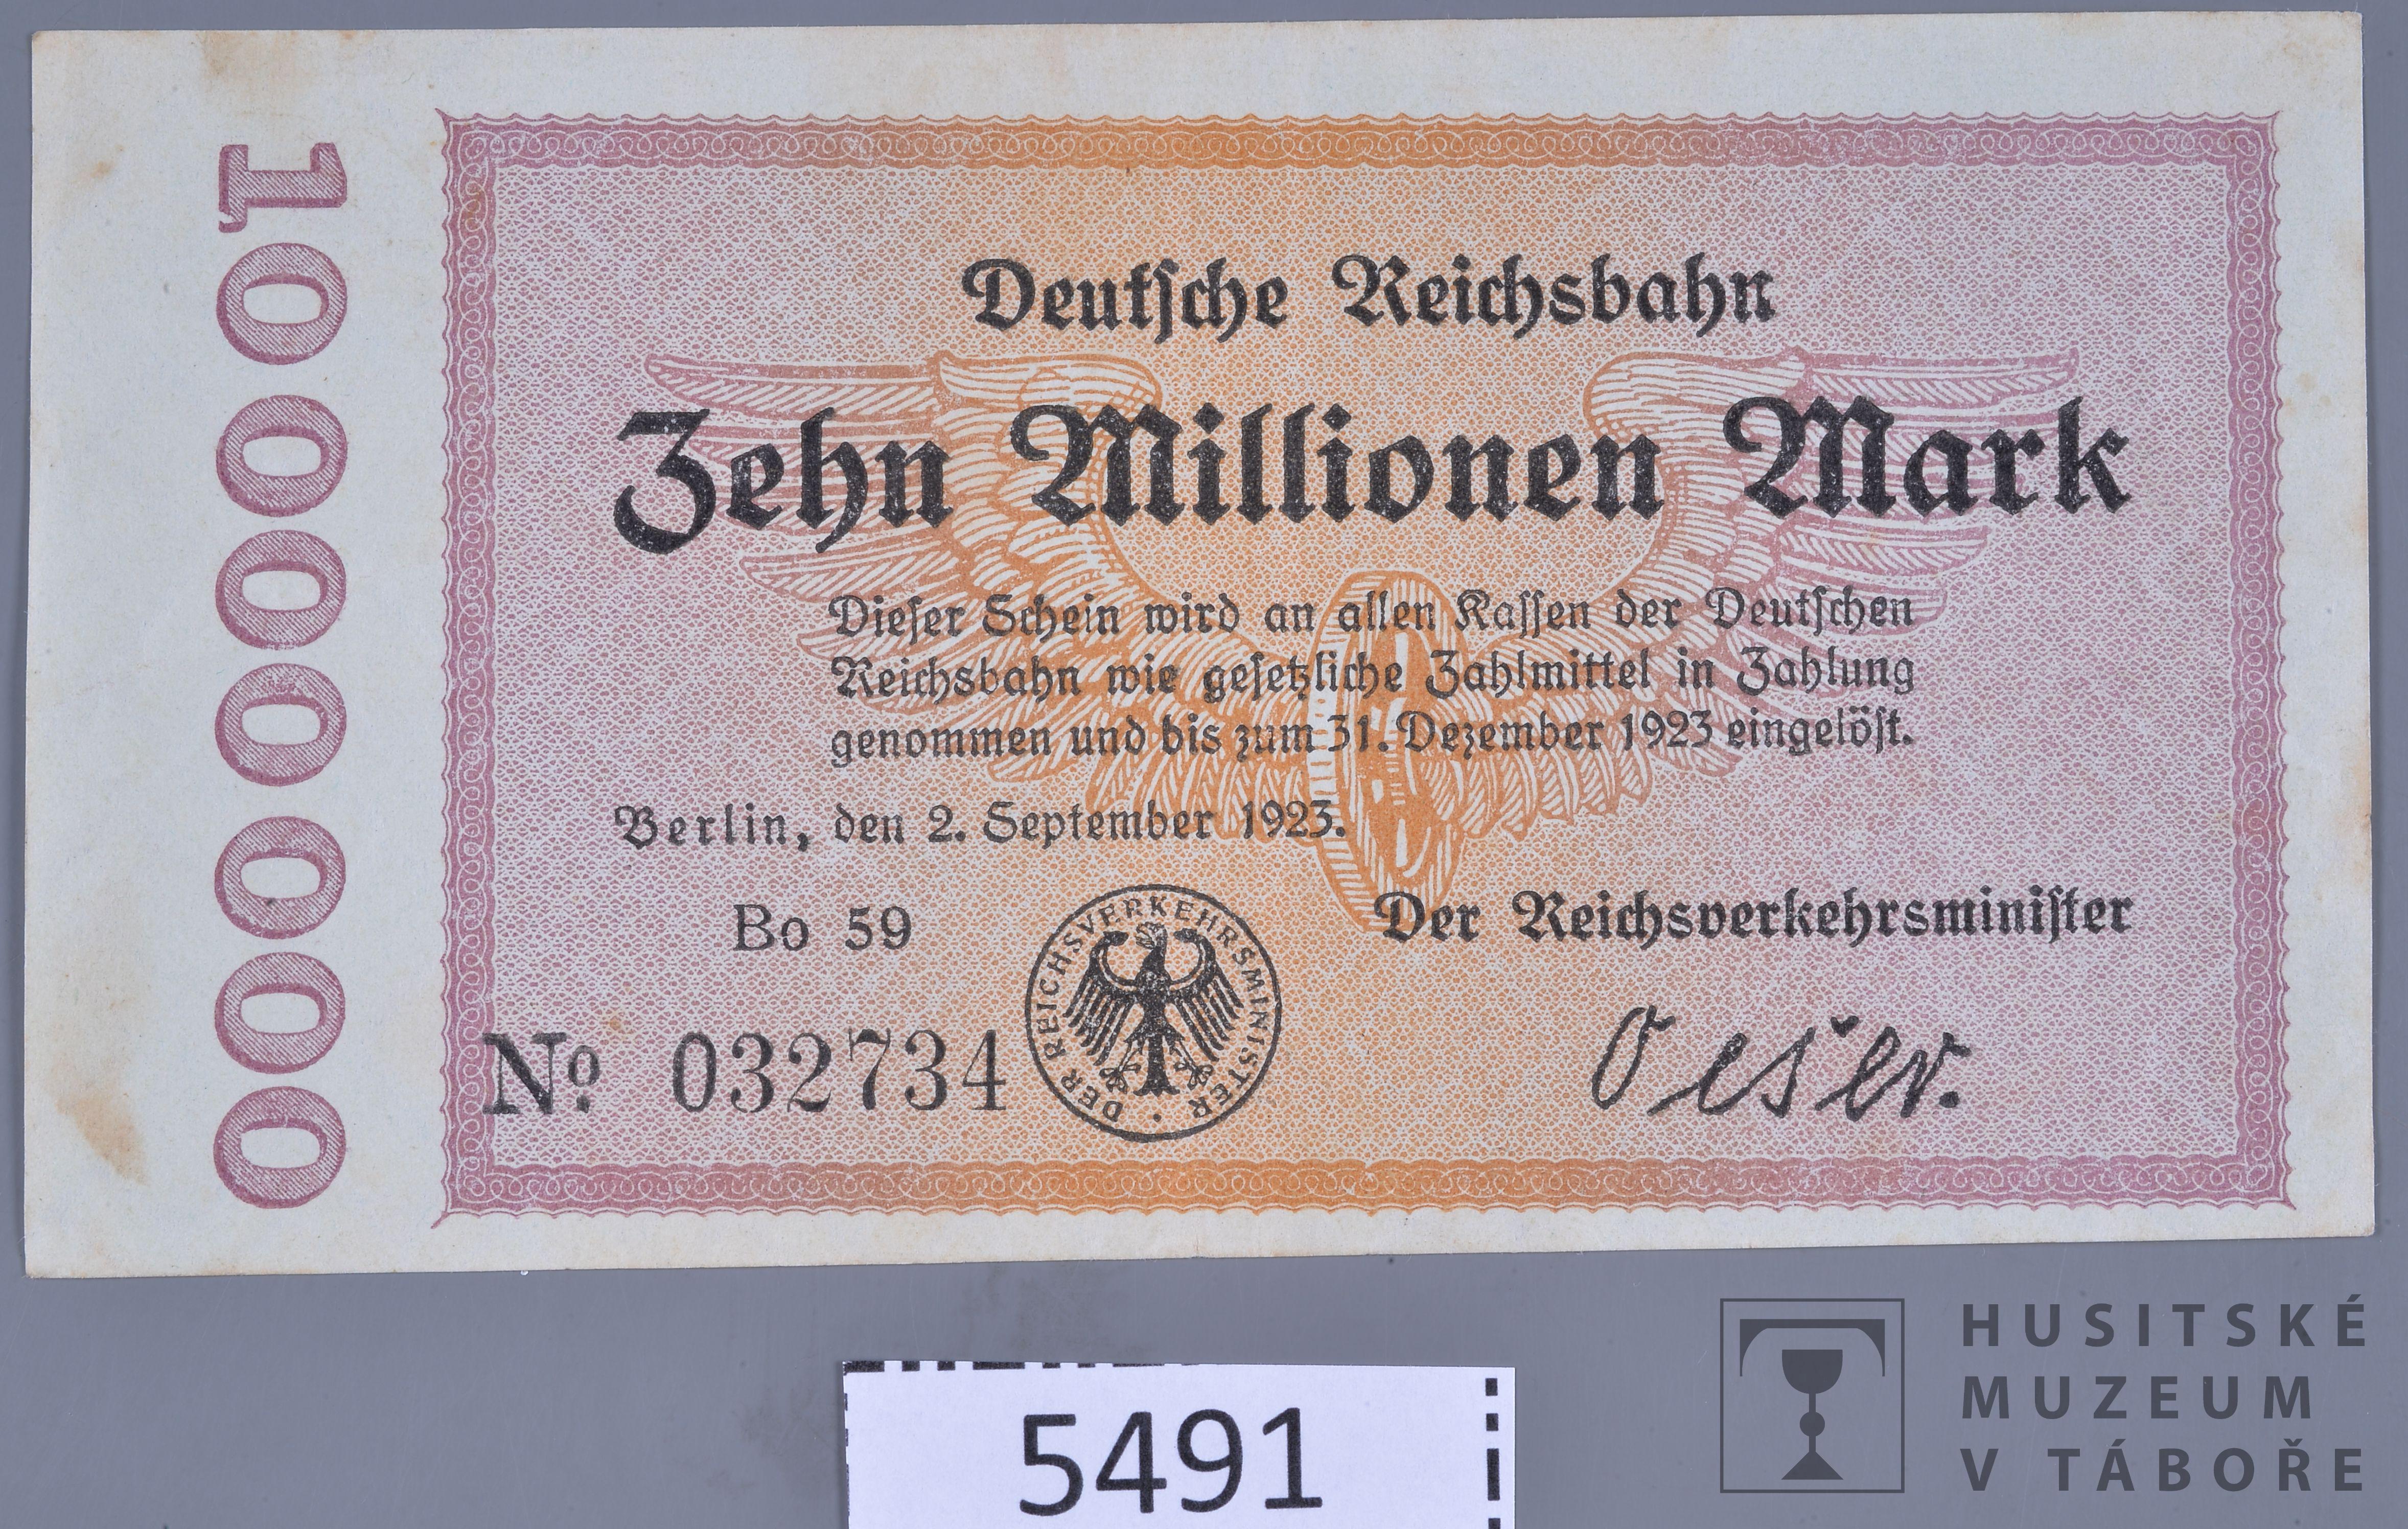 10000000
Deutsche Reichsbahn
Zehn Millionen Mark
Dieser Schein wird an allen Kassen der Deutschen
Reichsbahn wie gesetzliche Zahlmittel in Zahlung
genommen und bis zum 31. Dezember 1923 eingelöst.
Berlin, den 2. September 1923.
Bo 59
Der Reichsverkehrsminister
DER REICHSVERKEHRSMINISTER
No 032734
Oeser.
HUSITSKÉ
MUZEUM
V TÁBOŘE
5491